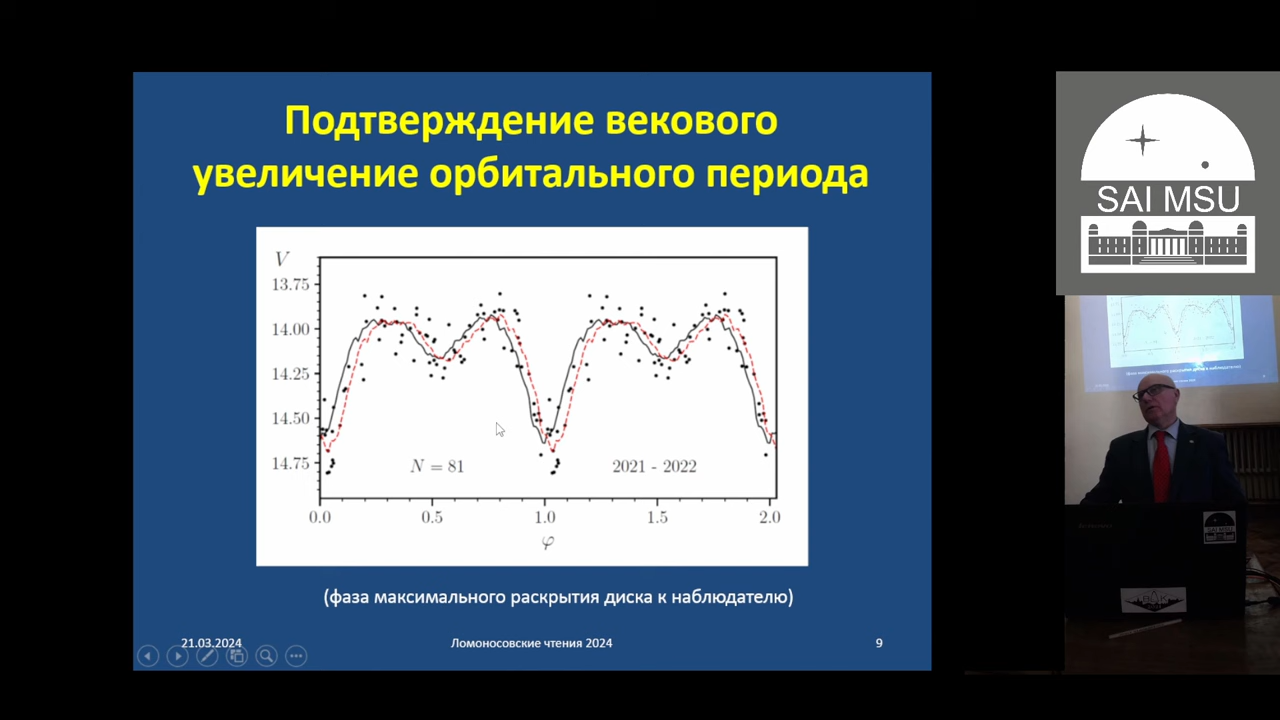 Подтверждение векового
увеличение орбитального периода
V
13.75
14.00
14.25
14.50
14.75
N = 81
2021 - 2022
0.0 0.5 1.0 1.5 2.0
φ
(фаза максимального раскрытия диска к наблюдателю)
21.03.2024
Ломоносовские чтения 2024
9
SAI MSU
SAI MSU